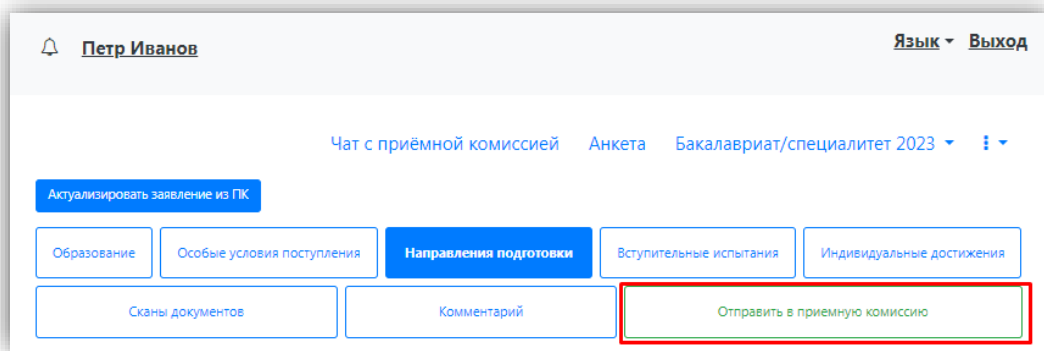 Петр Иванов Язык Выход
Чат с приёмной комиссией Анкета Бакалавриат/специалитет 2023
Актуализировать заявление из ПК
Образование Особые условия поступления Направления подготовки Вступительные испытания Индивидуальные достижения
Сканы документов Комментарий Отправить в приемную комиссию